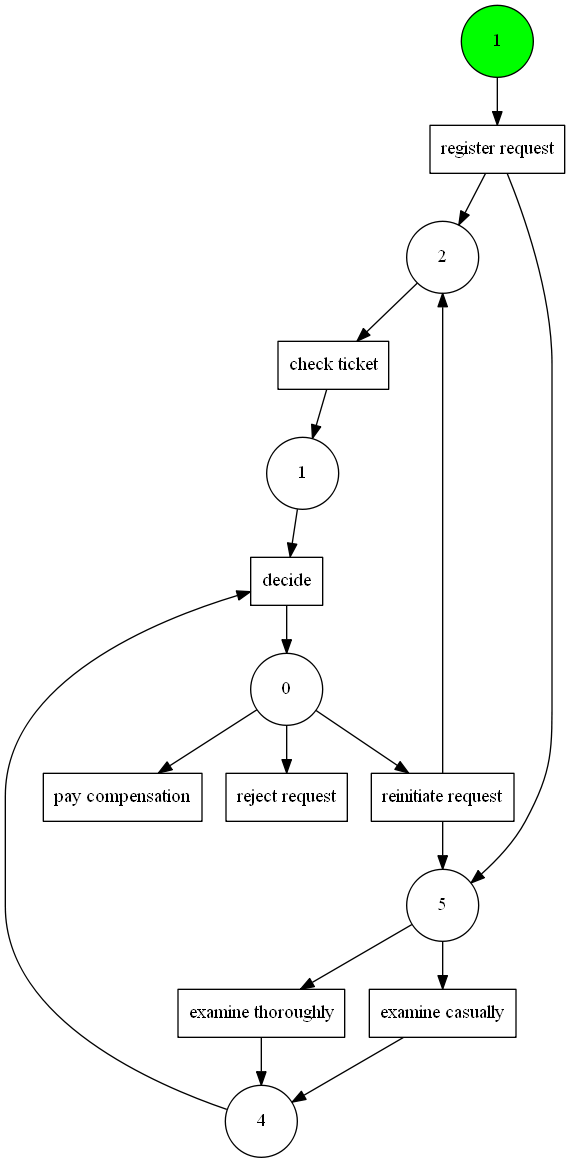 1
register request
2
check ticket
1
decide
0
pay compensation
reject request
reinitiate request
5
examine thoroughly
examine casually
4